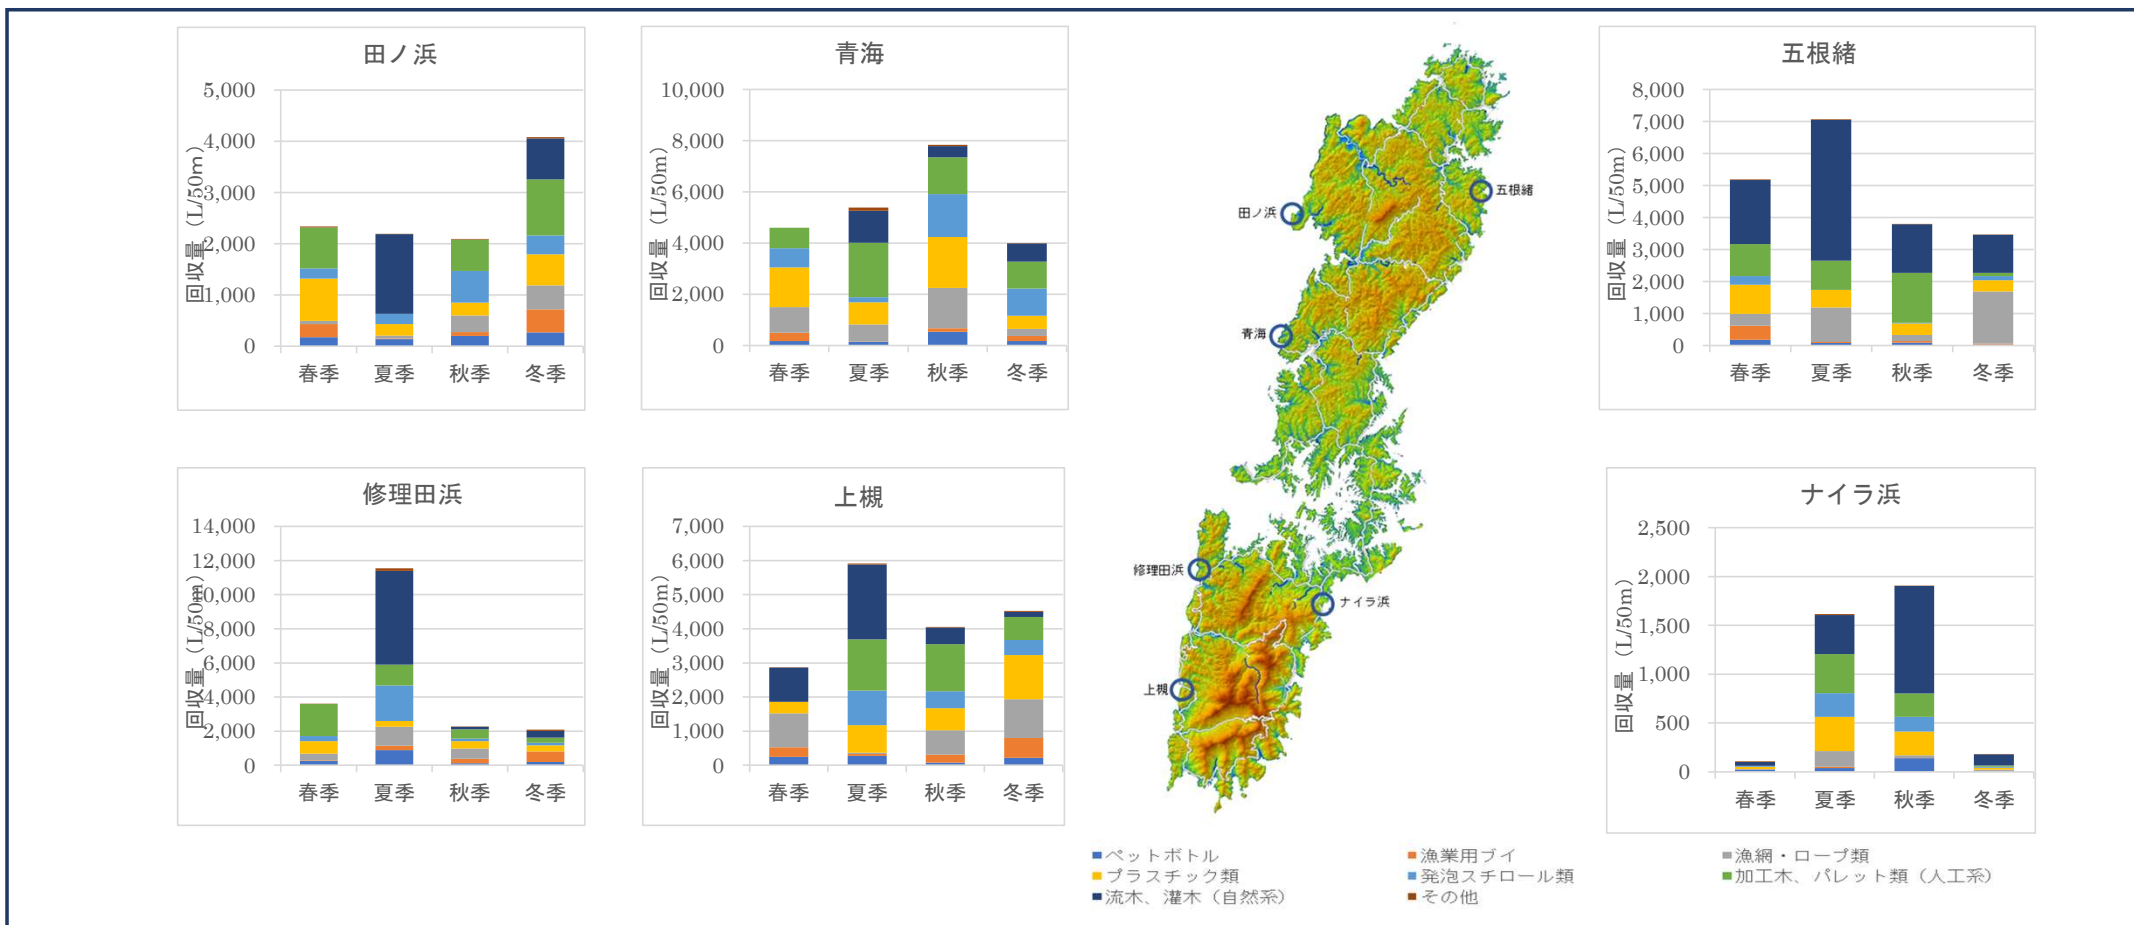 田ノ浜
5,000
4,000
3,000
2,000
1,000
0
回収量（L/50m）
春季 夏季 秋季 冬季
青海
10,000
8,000
6,000
4,000
2,000
0
回収量（L/50m）
春季 夏季 秋季 冬季
五根緒
8,000
7,000
6,000
5,000
4,000
3,000
2,000
1,000
0
回収量（L/50m）
春季 夏季 秋季 冬季
五根緒
田ノ浜
青海
修理田浜
ナイラ浜
上槻
修理田浜
14,000
12,000
10,000
8,000
6,000
4,000
2,000
0
回収量（L/50m）
春季 夏季 秋季 冬季
上槻
7,000
6,000
5,000
4,000
3,000
2,000
1,000
0
回収量（L/50m）
春季 夏季 秋季 冬季
ナイラ浜
2,500
2,000
1,500
1,000
500
0
回収量（L/50m）
春季 夏季 秋季 冬季
ペットボトル 漁業用ブイ 漁網・ロープ類
プラスチック類 発泡スチロール類 加工木、パレット類（人工系）
流木、灌木（自然系） その他